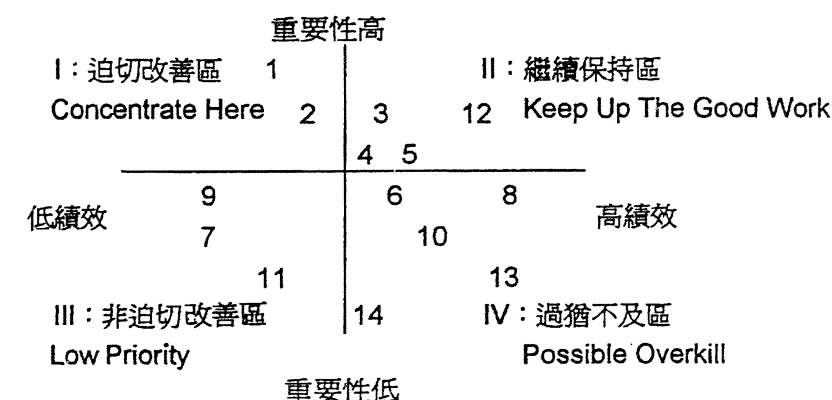 重要性高
I：迫切改善區 1 II：繼續保持區
Concentrate Here 2 3 12 Keep Up The Good Work
4 5
9 6 8
低績效 高績效
7 10
11 13
III：非迫切改善區 14 IV：過猶不及區
Low Priority Possible Overkill
重要性低